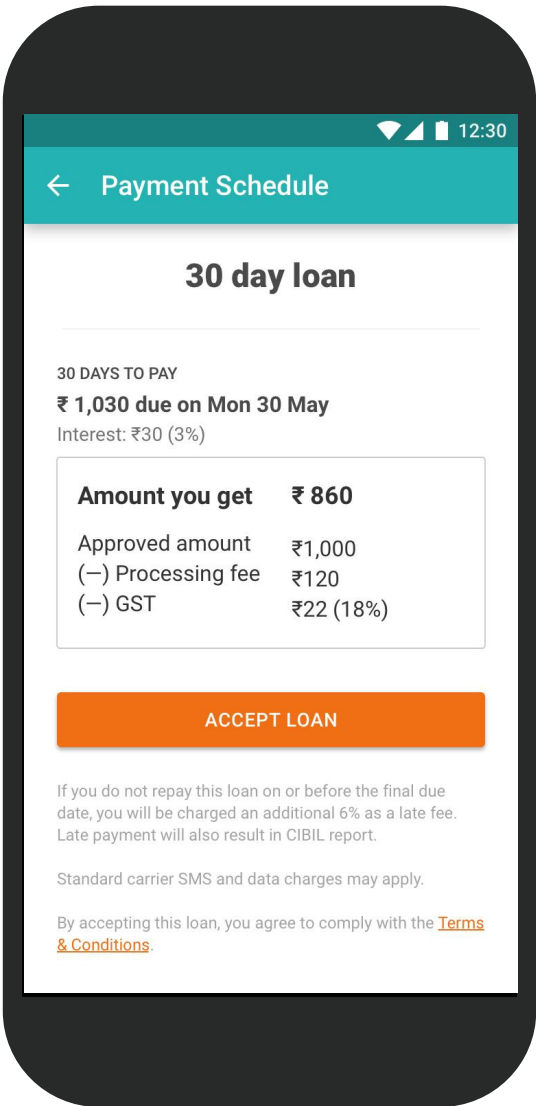 12:30
Payment Schedule
30 day loan
30 DAYS TO PAY
₹ 1,030 due on Mon 30 May
Interest: ₹30 (3%)
Amount you get ₹ 860
Approved amount ₹1,000
(—) Processing fee ₹120
(—) GST ₹22 (18%)
ACCEPT LOAN
If you do not repay this loan on or before the final due
date, you will be charged an additional 6% as a late fee.
Late payment will also result in CIBIL report.
Standard carrier SMS and data charges may apply.
By accepting this loan, you agree to comply with the Terms
& Conditions.